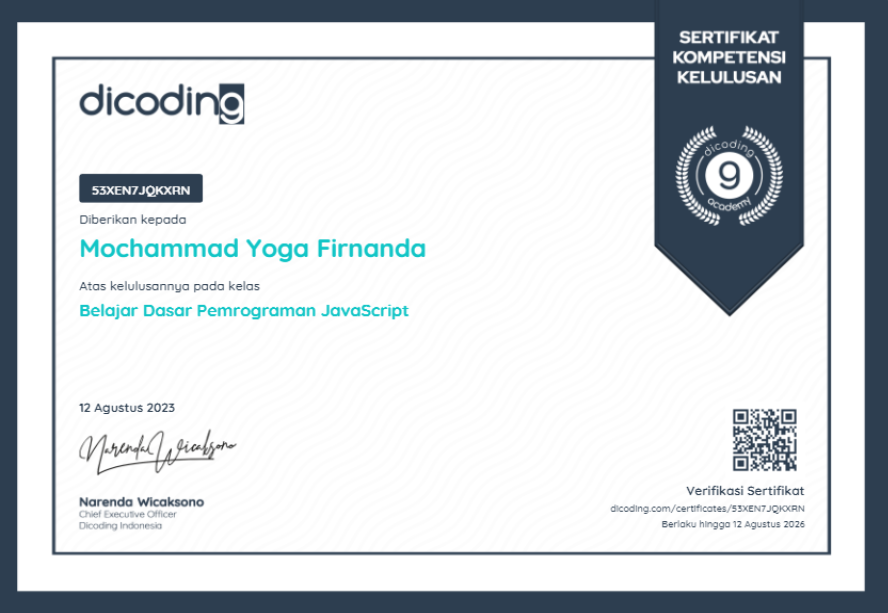 SERTIFIKAT
KOMPETENSI
KELULUSAN
dicoding
dicoding
9
academy
53XEN7JQKXRN
Diberikan kepada
Mochammad Yoga Firnanda
Atas kelulusannya pada kelas
Belajar Dasar Pemrograman JavaScript
12 Agustus 2023
Narenda Wicaksono
Narenda Wicaksono
Chief Executive Officer
Dicoding Indonesia
Verifikasi Sertifikat
dicoding.com/certificates/53XEN7JQKXRN
Berlaku hingga 12 Agustus 2026